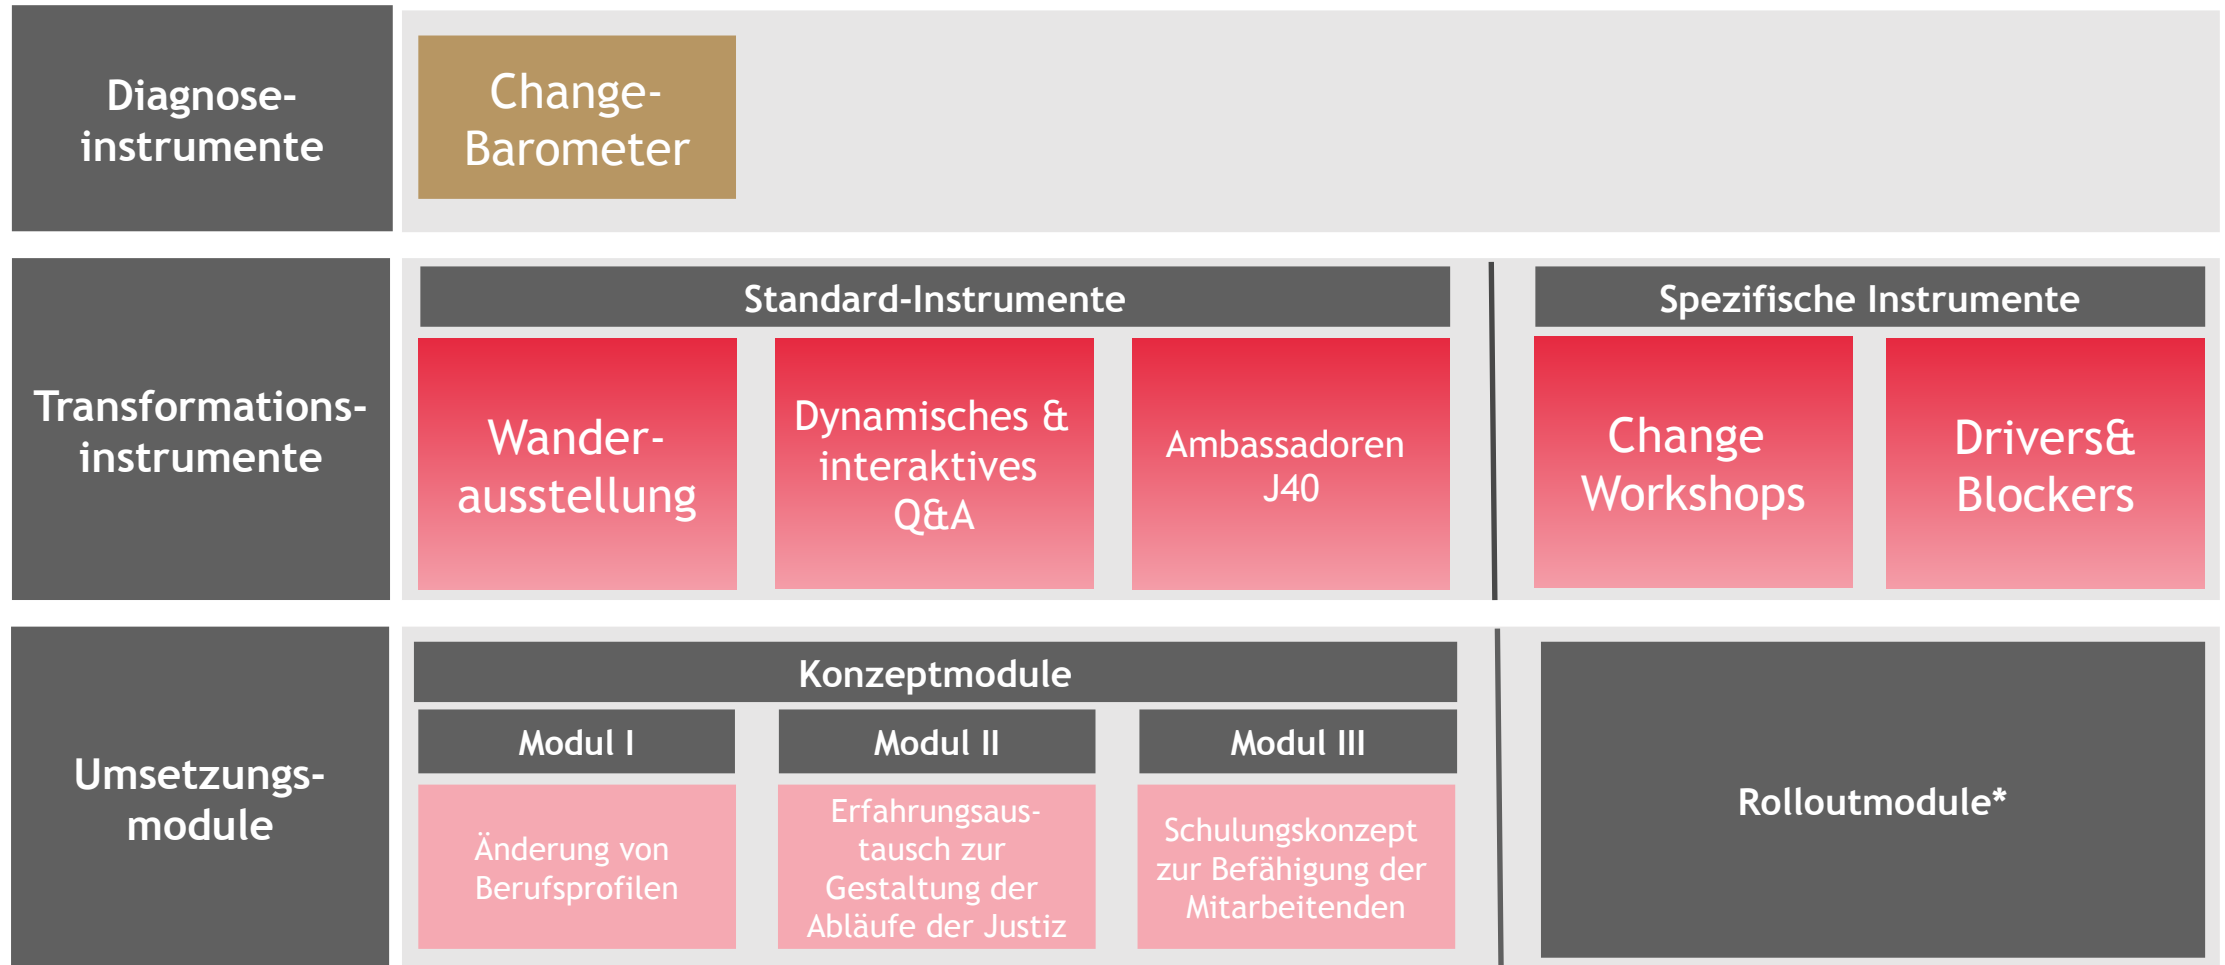 Diagnose-
instrumente
Change-
Barometer
Transformations-
instrumente
Standard-Instrumente
Wander-
ausstellung
Dynamisches &
interaktives
Q&A
Ambassadoren
J40
Spezifische Instrumente
Change
Workshops
Drivers&
Blockers
Umsetzungs-
module
Konzeptmodule
Modul I
Änderung von
Berufsprofilen
Modul II
Erfahrungsaus-
tausch zur
Gestaltung der
Abläufe der Justiz
Modul III
Schulungskonzept
zur Befähigung der
Mitarbeitenden
Rolloutmodule*